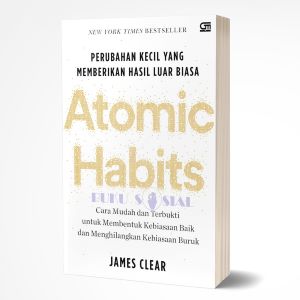 NEW YORK TIMES BESTSELLER
GM
PERUBAHAN KECIL YANG
MEMBERIKAN HASIL LUAR BIASA
Atomic
Habits
BUKU SOSIAL
Cara Mudah dan Terbukti
untuk Membentuk Kebiasaan Baik
dan Menghilangkan Kebiasaan Buruk
JAMES CLEAR